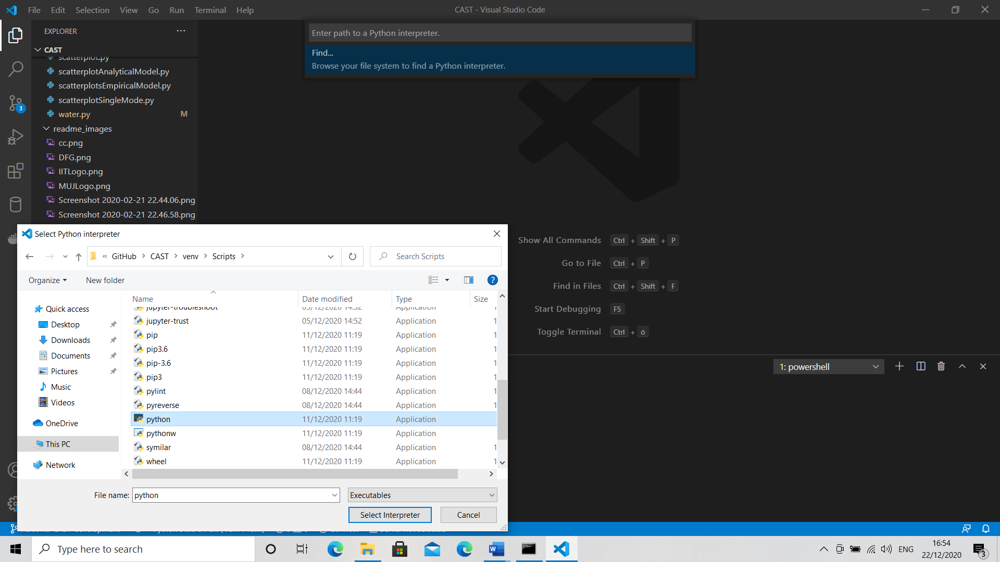 File Edit Selection View Go Run Terminal Help
CAST - Visual Studio Code
EXPLORER
CAST
scatterplot.py
scatterplotAnalyticalModel.py
scatterplotsEmpiricalModel.py
scatterplotSingleMode.py
water.py M
3
readme_images
cc.png
DFG.png
IITLogo.png
MUJLogo.png
Screenshot 2020-02-21 22.44.06.png
Screenshot 2020-02-21 22.46.58.png
Enter path to a Python interpreter.
Find...
Browse your file system to find a Python interpreter.
Show All Commands Ctrl + Shift + P
Go to File Ctrl + P
Find in Files Ctrl + Shift + F
Start Debugging F5
Toggle Terminal Ctrl + ö
1: powershell
Select Python interpreter
« GitHub > CAST > venv > Scripts >
Search Scripts
Organize New folder
?
Quick access
Desktop
Downloads
Documents
Pictures
Music
Videos
OneDrive
This PC
Network
Name Date modified Type Size
jupyter-troubleshoot 05/12/2020 14:52 Application 1
jupyter-trust 05/12/2020 14:52 Application 1
pip 11/12/2020 11:19 Application 1
pip3.6 11/12/2020 11:19 Application 1
pip-3.6 11/12/2020 11:19 Application 1
pip3 11/12/2020 11:19 Application 1
pylint 08/12/2020 14:44 Application 1
pyreverse 08/12/2020 14:44 Application 1
python 11/12/2020 11:19 Application
pythonw 11/12/2020 11:19 Application
symilar 08/12/2020 14:44 Application 1
wheel 11/12/2020 11:19 Application 1
File name: python
Executables
Select Interpreter Cancel
Type here to search
ENG
16:54
22/12/2020
3